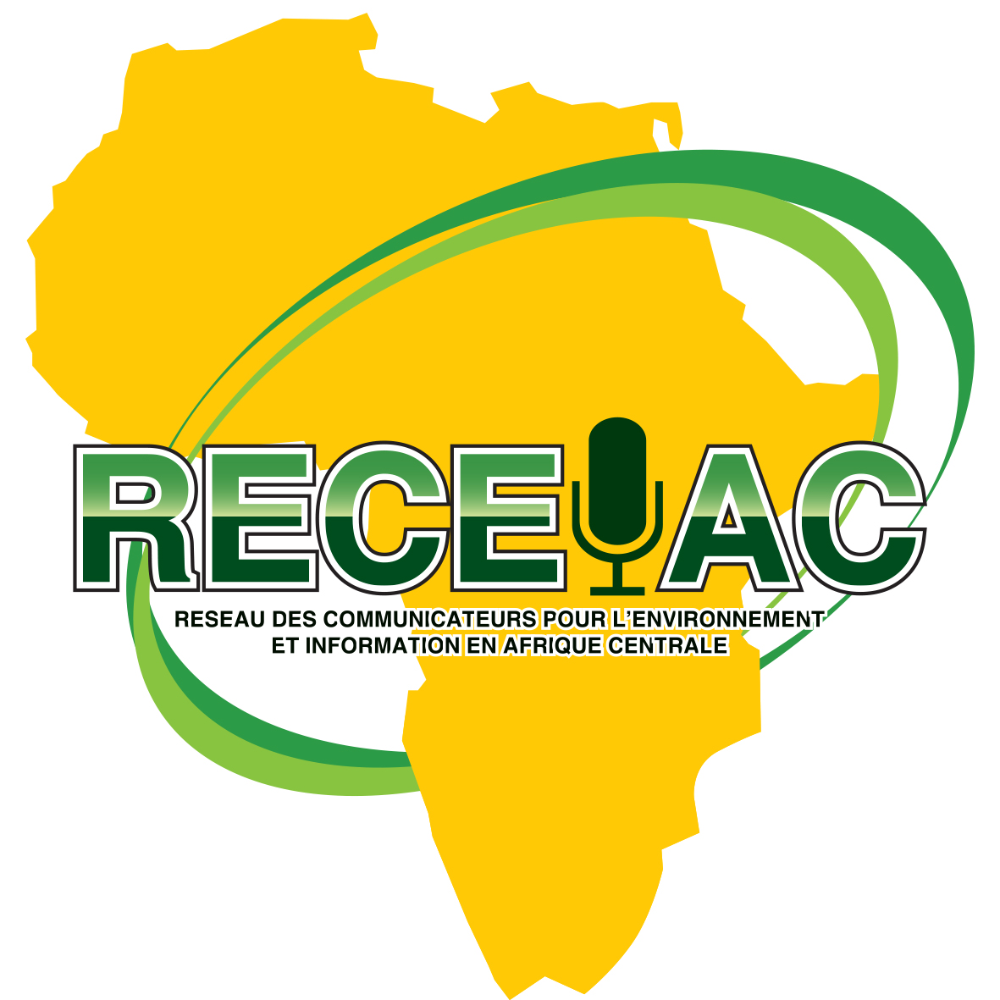 RECEIAC
RESEAU DES COMMUNICATEURS POUR L'ENVIRONNEMENT
ET INFORMATION EN AFRIQUE CENTRALE